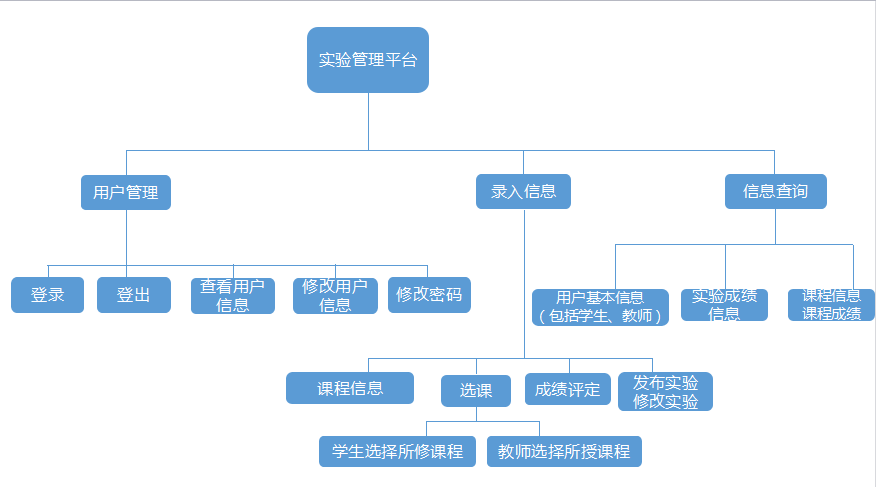 实验管理平台
用户管理
录入信息
信息查询
登录
登出
查看用户
信息
修改用户
信息
修改密码
用户基本信息
（包括学生、教师）
实验成绩
信息
课程信息
课程成绩
课程信息
选课
成绩评定
发布实验
修改实验
学生选择所修课程
教师选择所授课程